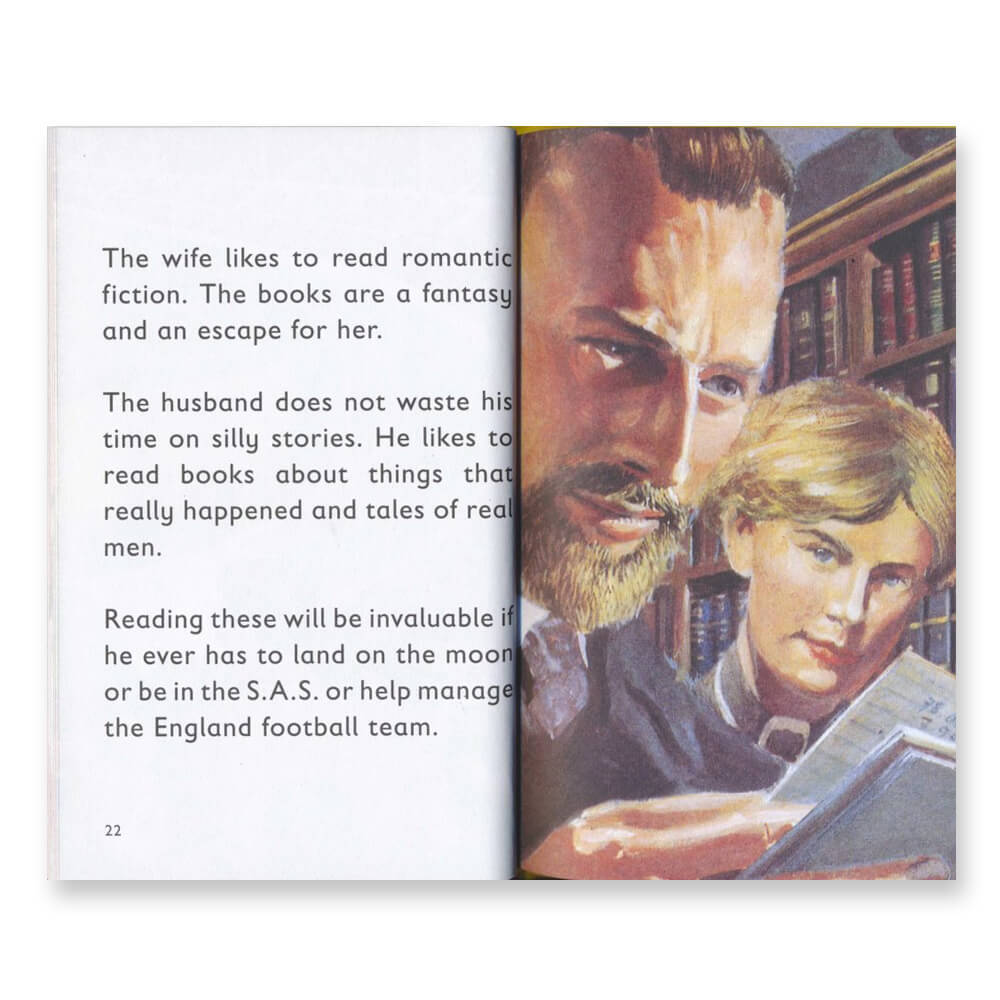 The wife likes to read romantic
fiction. The books are a fantasy
and an escape for her.
The husband does not waste his
time on silly stories. He likes to
read books about things that
really happened and tales of real
men.
Reading these will be invaluable if
he ever has to land on the moon
or be in the S.A.S. or help manage
the England football team.
22